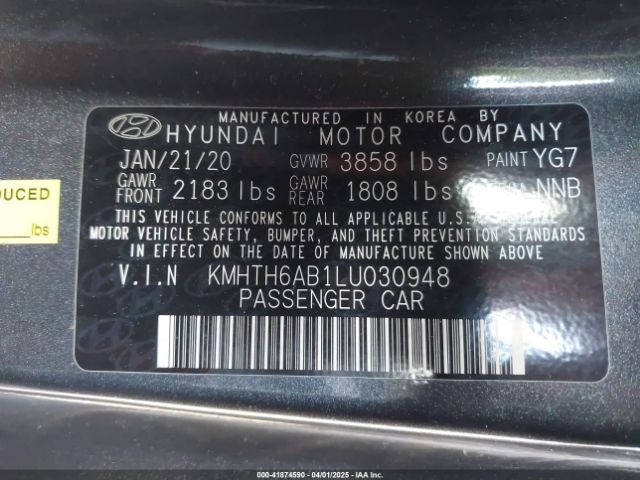 MANUFACTURED IN KOREA BY
HYUNDAI MOTOR COMPANY
JAN/21/20 GVWR 3858 lbs PAINT YG7
GAWR FRONT 2183 lbs GAWR REAR 1808 lbs NNB
THIS VEHICLE CONFORMS TO ALL APPLICABLE U.S.
MOTOR VEHICLE SAFETY, BUMPER, AND THEFT PREVENTION STANDARDS
IN EFFECT ON THE DATE OF MANUFACTURE SHOWN ABOVE.
V.I.N KMHTH6AB1LU030948
PASSENGER CAR
lbs
©-41874590 - 04/01/2025 - IAA Inc.